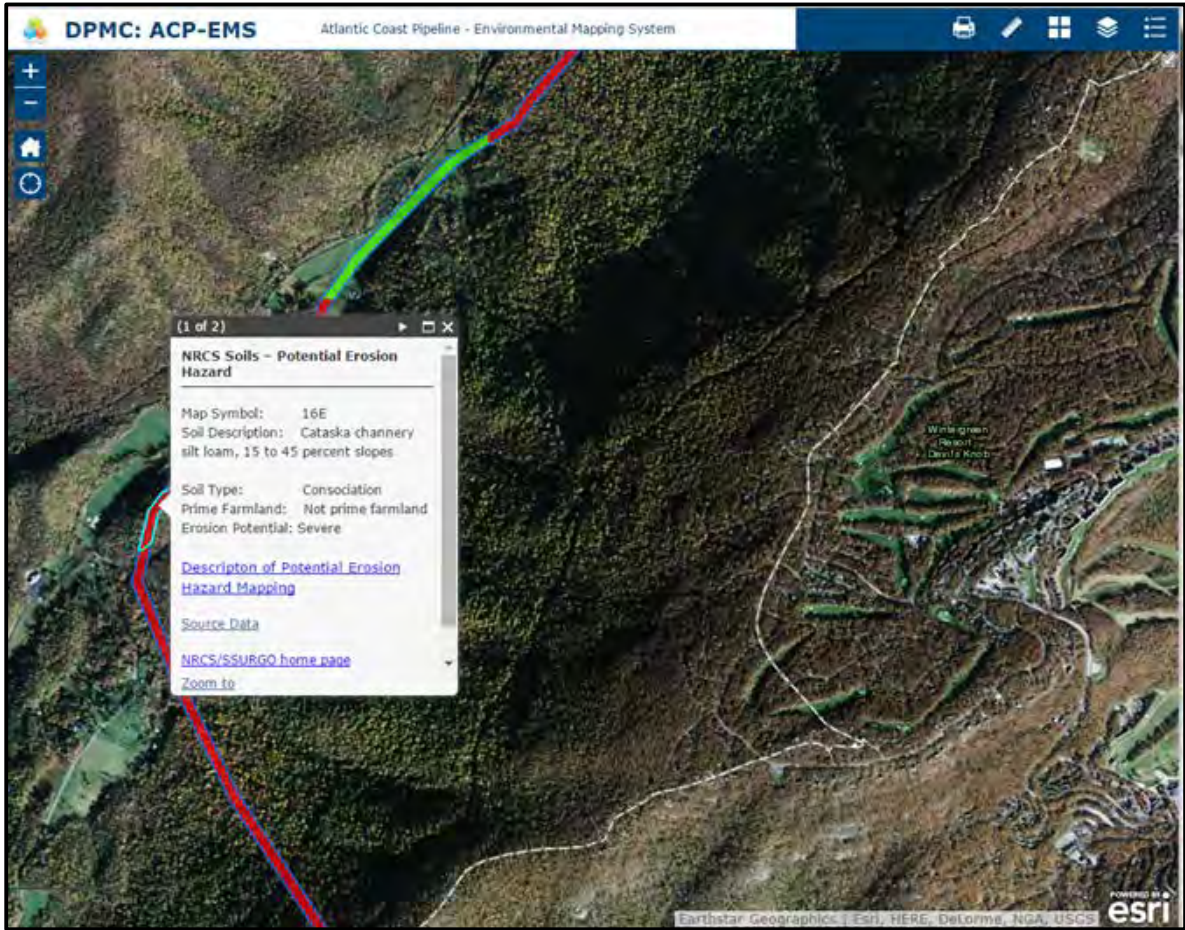 DPMC: ACP-EMS
Atlantic Coast Pipeline - Environmental Mapping System
(1 of 2)
NRCS Soils – Potential Erosion
Hazard
Map Symbol: 16E
Soil Description: Cataska channery
silt loam, 15 to 45 percent slopes
Soil Type: Consociation
Prime Farmland: Not prime farmland
Erosion Potential: Severe
Descripton of Potential Erosion
Hazard Mapping
Source Data
NRCS/SSURGO home page
Zoom to
Wintergreen
Resort -
Devils Knob
Earthstar Geographics | Esri, HERE, DeLorme, NGA, USGS
POWERED BY
esri